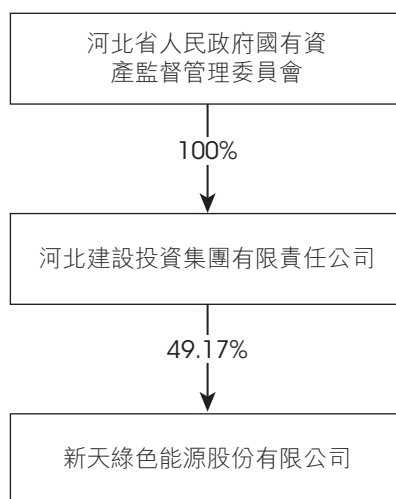 河北省人民政府國有資
產監督管理委員會
100%
河北建設投資集團有限責任公司
49.17%
新天綠色能源股份有限公司